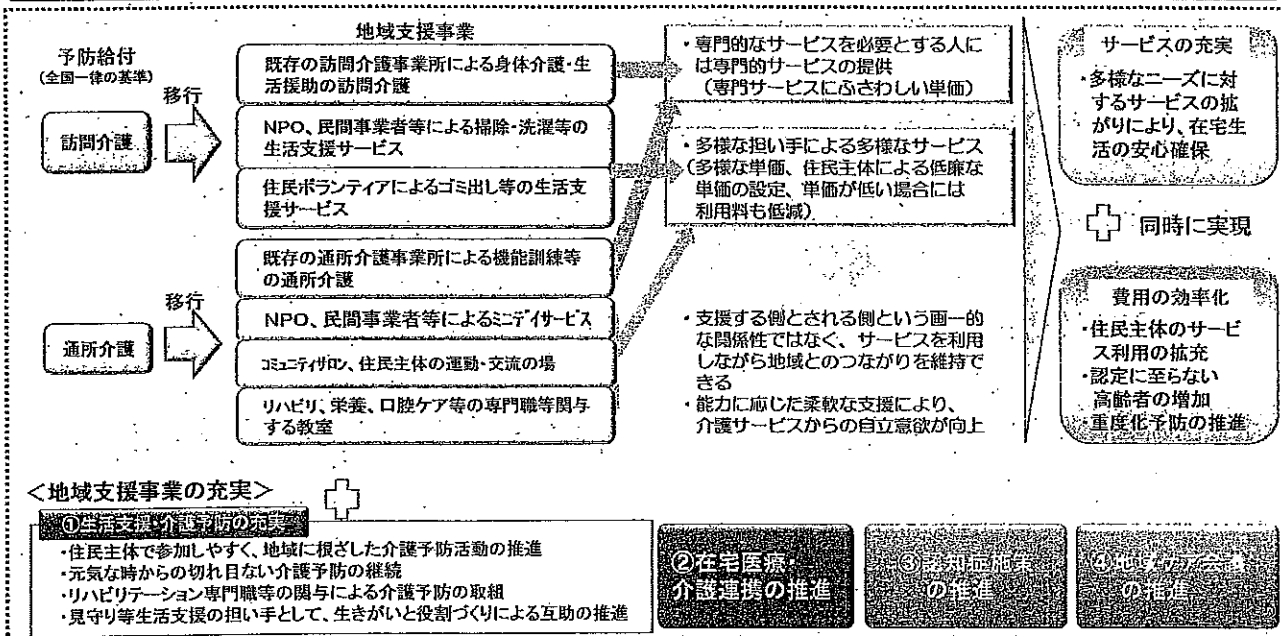 地域支援事業
予防給付
(全国一律の基準)
移行
訪問介護
既存の訪問介護事業所による身体介護・生
活援助の訪問介護
NPO、民間事業者等による掃除・洗濯等の
生活支援サービス
住民ボランティアによるゴミ出し等の生活支
援サービス
移行
通所介護
既存の通所介護事業所による機能訓練等
の通所介護
NPO、民間事業者等によるミニデイサービス
コミュニティサロン、住民主体の運動・交流の場
リハビリ、栄養、口腔ケア等の専門職等関与
する教室
・専門的なサービスを必要とする人に
は専門的サービスの提供
(専門サービスにふさわしい単価)
・多様な担い手による多様なサービス
(多様な単価、住民主体による低廉な
単価の設定、単価が低い場合には
利用料も低減)
・支援する側とされる側という画一的
な関係性ではなく、サービスを利用
しながら地域とのつながりを維持で
きる
・能力に応じた柔軟な支援により、
介護サービスからの自立意欲が向上
サービスの充実
・多様なニーズに対
するサービスの拡
がりにより、在宅生
活の安心確保
同時に実現
費用の効率化
・住民主体のサービ
ス利用の拡充
・認定に至らない
高齢者の増加
・重度化予防の推進
<地域支援事業の充実>
①生活支援・介護予防の充実
・住民主体で参加しやすく、地域に根ざした介護予防活動の推進
・元気な時からの切れ目ない介護予防の継続
・リハビリテーション専門職等の関与による介護予防の取組
・見守り等生活支援の担い手として、生きがいと役割づくりによる互助の推進
②在宅医療・
介護連携の推進
③認知症施策
の推進
④地域ケア会議
の推進